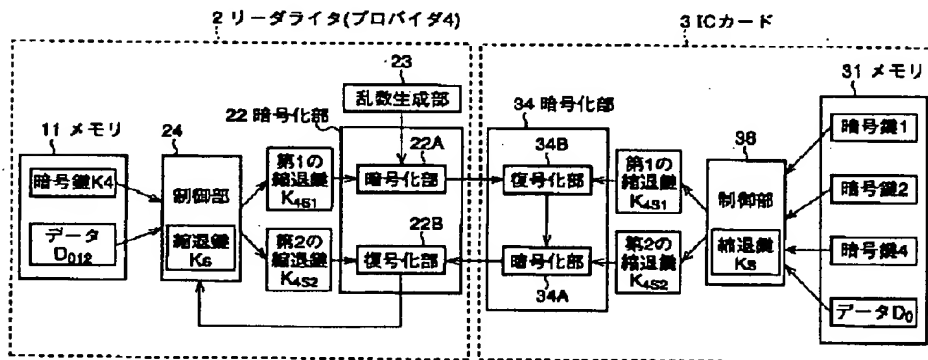 2 リーダライタ(プロバイダ4)
3 ICカード
23
乱数生成部
31 メモリ
11 メモリ
24
22 暗号化部
34 暗号化部
38
暗号鍵K4
データ
D012
制御部
縮退鍵
KS
第1の
縮退鍵
K4S1
第2の
縮退鍵
K4S2
22A
暗号化部
22B
復号化部
34B
復号化部
暗号化部
34A
第1の
縮退鍵
K4S1
第2の
縮退鍵
K4S2
制御部
縮退鍵
KS
暗号鍵1
暗号鍵2
暗号鍵4
データD0